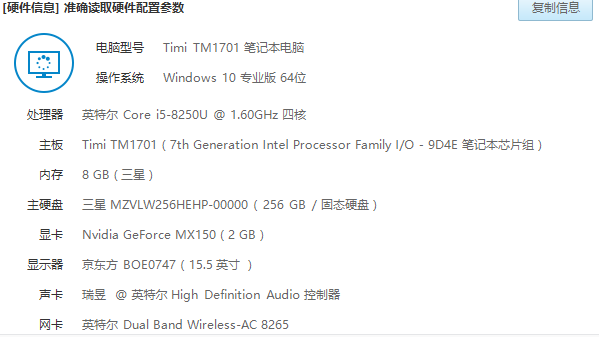 [硬件信息] 准确读取硬件配置参数
复制信息
电脑型号 Timi TM1701 笔记本电脑
操作系统 Windows 10 专业版 64位
处理器 英特尔 Core i5-8250U @ 1.60GHz 四核
主板 Timi TM1701 ( 7th Generation Intel Processor Family I/O - 9D4E 笔记本芯片组 )
内存 8 GB ( 三星 )
主硬盘 三星 MZVLW256HEHP-00000 ( 256 GB / 固态硬盘 )
显卡 Nvidia GeForce MX150 ( 2 GB )
显示器 京东方 BOE0747 ( 15.5 英寸 )
声卡 瑞昱 @ 英特尔 High Definition Audio 控制器
网卡 英特尔 Dual Band Wireless-AC 8265